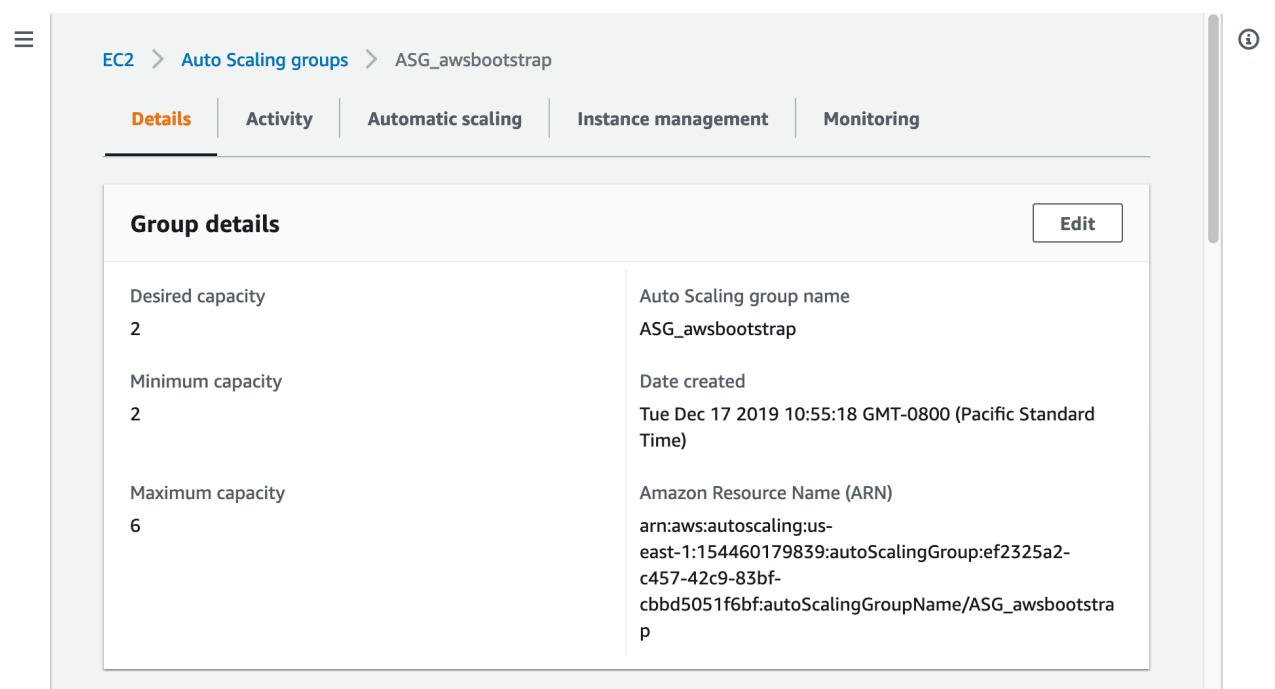 EC2 > Auto Scaling groups > ASG_awsbootstrap
Details Activity Automatic scaling Instance management Monitoring
Group details
Edit
Desired capacity
2
Minimum capacity
2
Maximum capacity
6
Auto Scaling group name
ASG_awsbootstrap
Date created
Tue Dec 17 2019 10:55:18 GMT-0800 (Pacific Standard
Time)
Amazon Resource Name (ARN)
arn:aws:autoscaling:us-
east-1:154460179839:autoScalingGroup:ef2325a2-
c457-42c9-83bf-
cbbd5051f6bf:autoScalingGroupName/ASG_awsbootstra
p